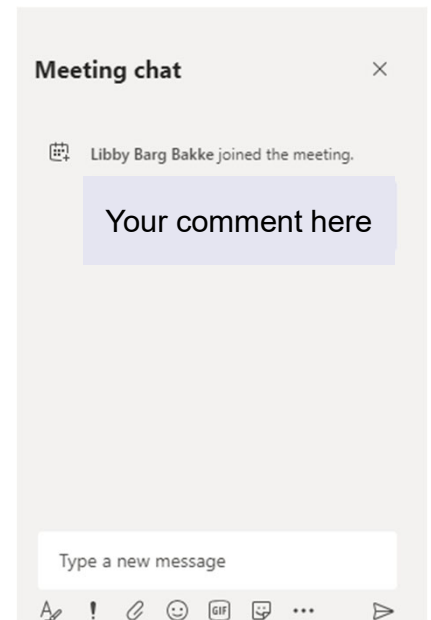 Meeting chat
Libby Barg Bakke joined the meeting.
Your comment here
Type a new message
GIF